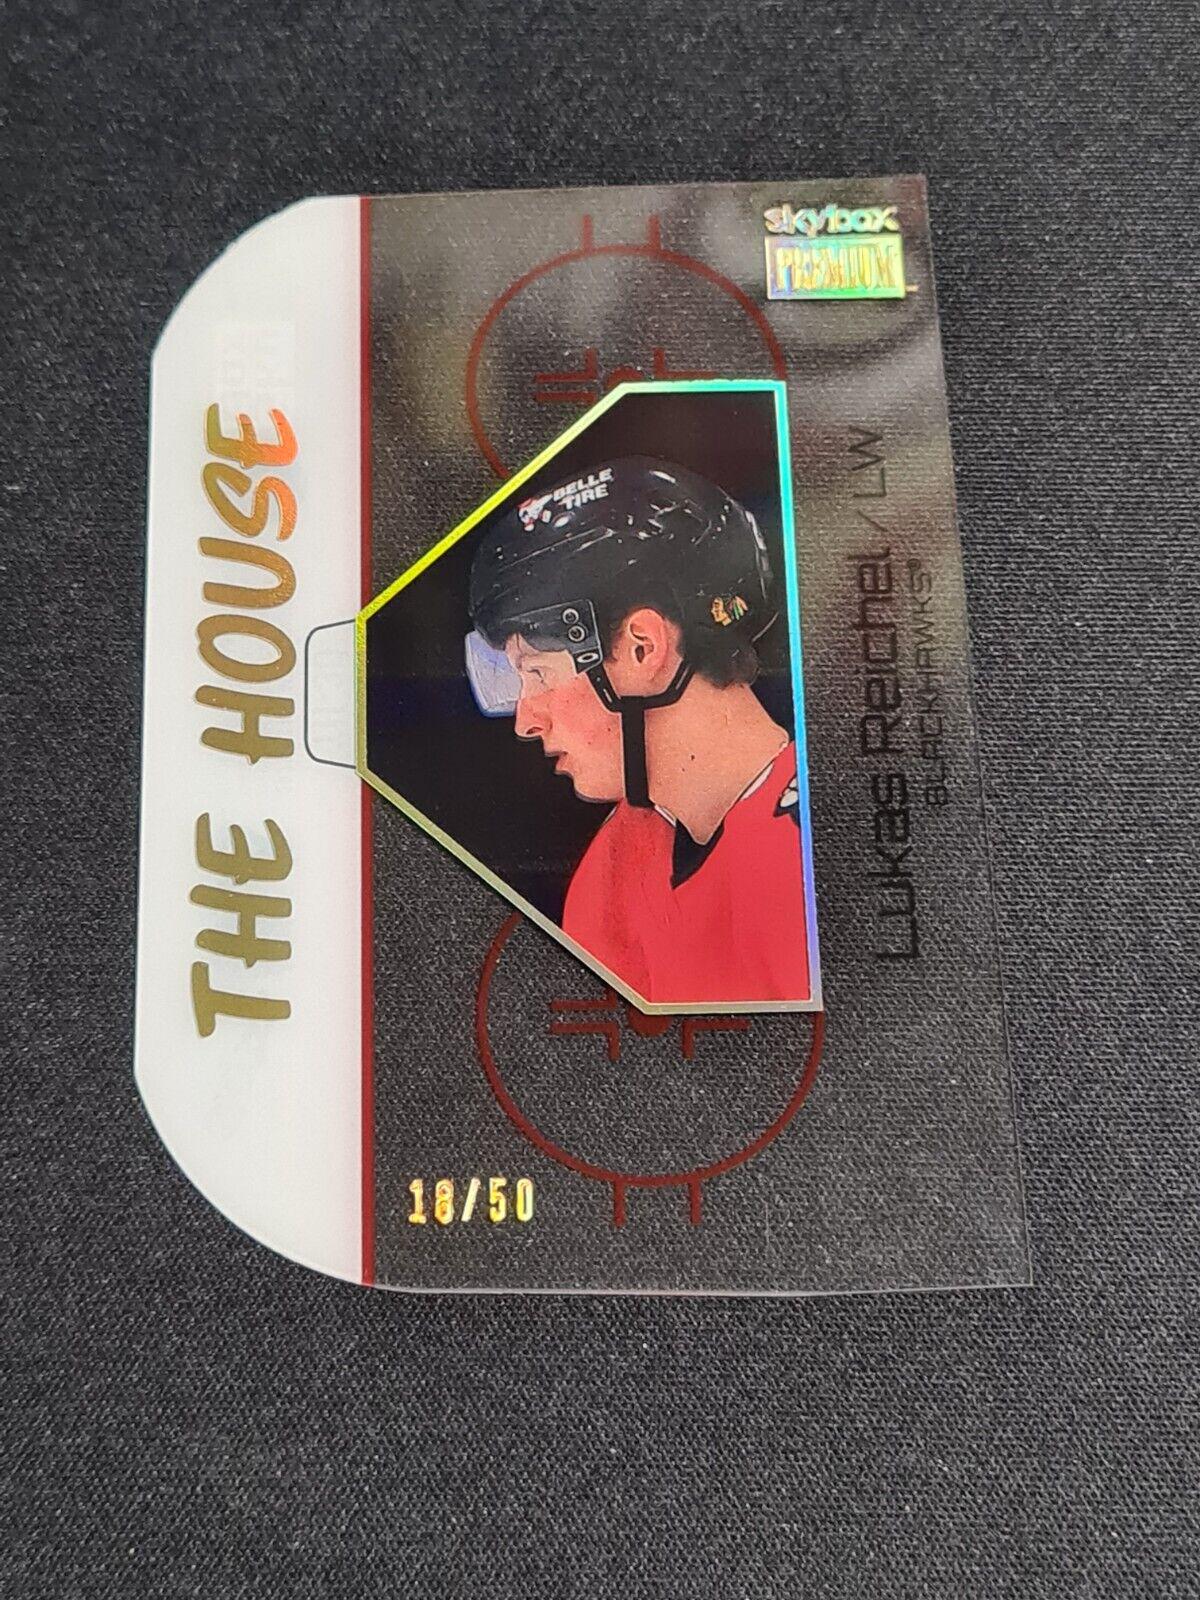 skybox
PREMIUM
THE HOUSE
BELLE
TIRE
Lukas Reichel / LW
BLACKHAWKS®
18/50